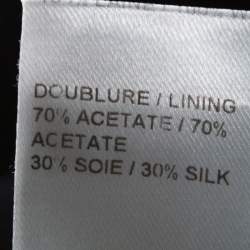 DOUBLURE / LINING
70% ACETATE / 70%
ACETATE
30% SOIE / 30% SILK